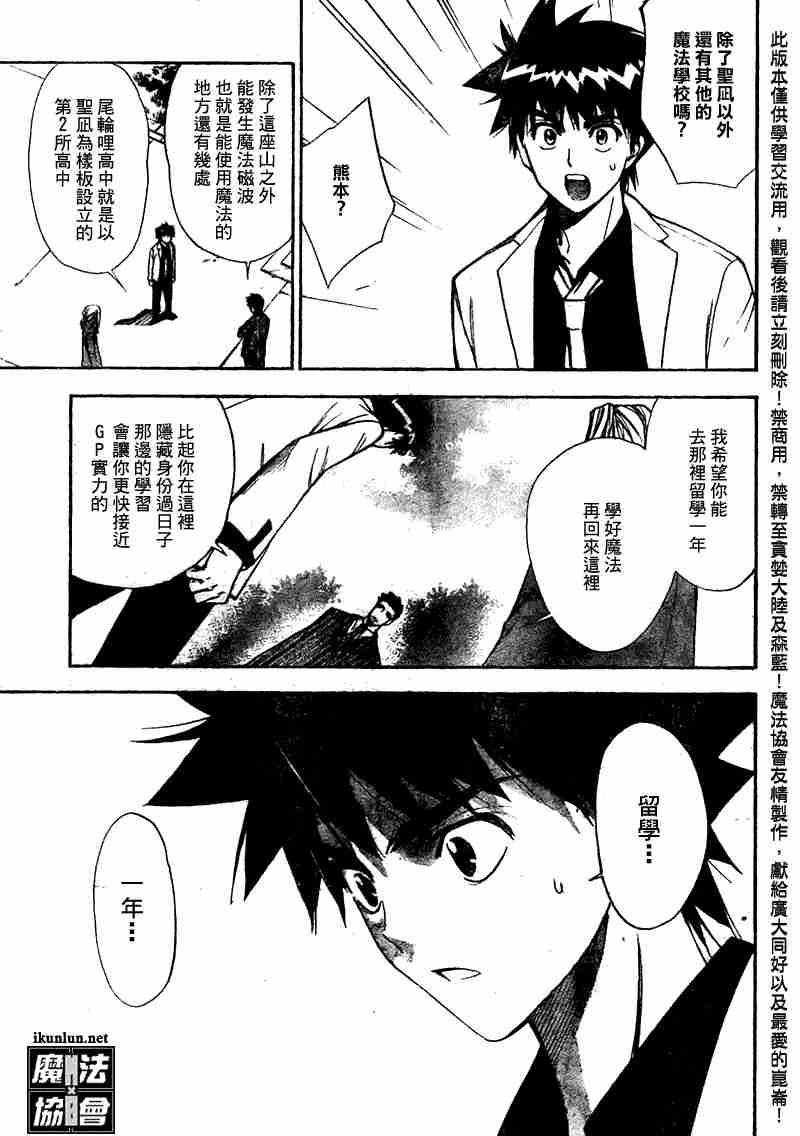 除了聖凪以外
還有其他的
魔法學校嗎？
熊本？
除了這座山之外
能發生魔法磁波
也就是能使用魔法的
地方還有幾處
尾輪哩高中就是以
聖凪為樣板設立的
第2所高中
我希望你能
去那裡留學一年
學好魔法
再回來這裡
比起你在這裡
隱藏身份過日子
那邊的學習
會讓你更快接近
GP實力的
留學…
一年…
此版本僅供學習交流用，觀看後請立刻刪除！禁商用，禁轉至貪婪大陸及森藍！魔法協會友情製作，獻給廣大同好以及最愛的崑崙！
ikunlun.net
魔法
協會